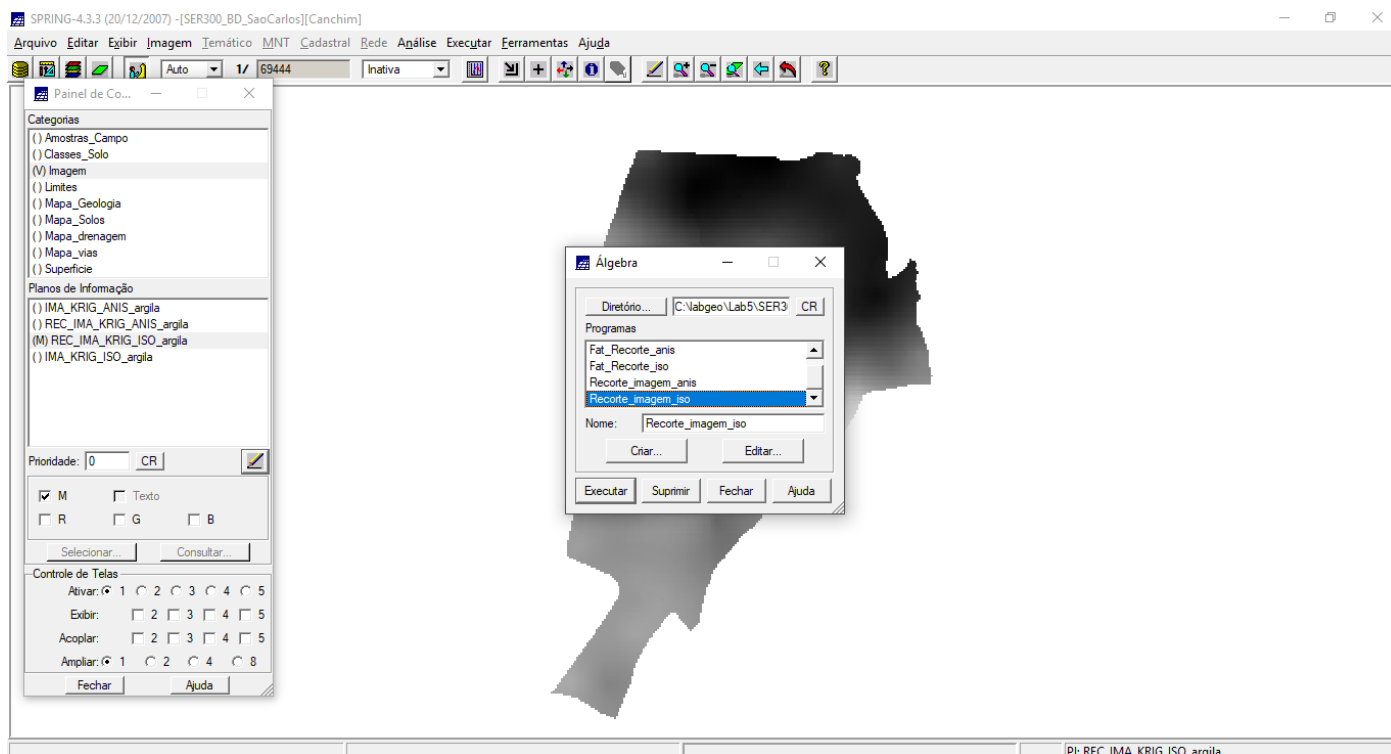 SPRING-4.3.3 (20/12/2007) -[SER300_BD_SaoCarlos][Canchim]
Arquivo Editar Exibir Imagem Temático MNT Cadastral Rede Análise Executar Ferramentas Ajuda
Auto 1/ 69444 Inativa
Painel de Co...
Categorias
( ) Amostras_Campo
( ) Classes_Solo
(V) Imagem
( ) Limites
( ) Mapa_Geologia
( ) Mapa_Solos
( ) Mapa_drenagem
( ) Mapa_vias
( ) Superficie
Planos de Informação
( ) IMA_KRIG_ANIS_argila
( ) REC_IMA_KRIG_ANIS_argila
(M) REC_IMA_KRIG_ISO_argila
( ) IMA_KRIG_ISO_argila
Prioridade: 0 CR
M Texto
R G B
Selecionar... Consultar...
Controle de Telas
Ativar: 1 2 3 4 5
Exibir: 2 3 4 5
Acoplar: 2 3 4 5
Ampliar: 1 2 4 8
Fechar Ajuda
Álgebra
Diretório... C:\labgeo\Lab5\SER3 CR
Programas
Fat_Recorte_anis
Fat_Recorte_iso
Recorte_imagem_anis
Recorte_imagem_iso
Nome: Recorte_imagem_iso
Criar... Editar...
Executar Suprimir Fechar Ajuda
PI: REC_IMA_KRIG_ISO_argila